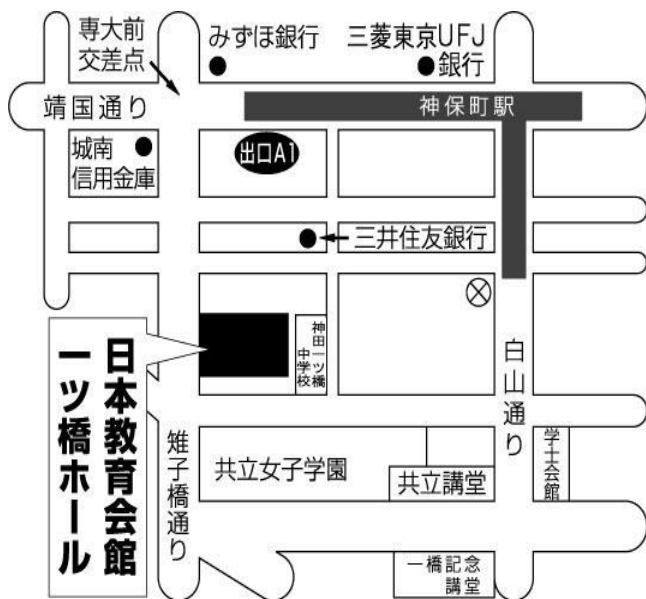 専大前
交差点
みずほ銀行
三菱東京UFJ
銀行
靖国通り
神保町駅
城南
信用金庫
出口A1
三井住友銀行
神田一ツ橋
中学校
白山通り
日本教育会館
一ツ橋ホール
雉子橋通り
共立女子学園
共立講堂
学士会館
一橋記念
講堂